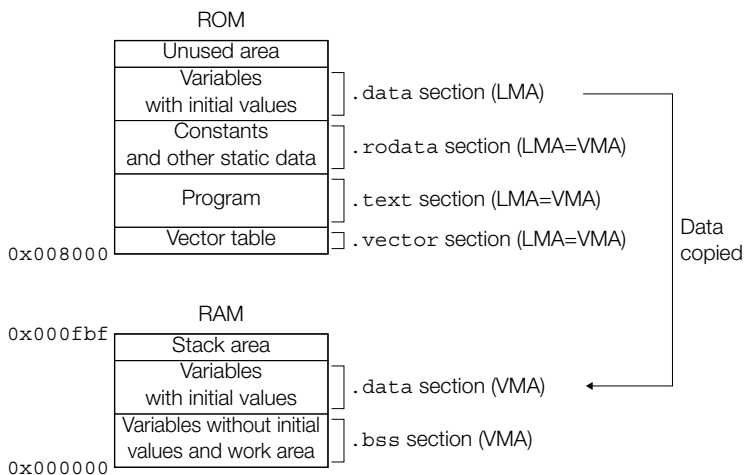 ROM
Unused area
Variables
with initial values
.data section (LMA)
Constants
and other static data
.rodata section (LMA=VMA)
Program
.text section (LMA=VMA)
Vector table
.vector section (LMA=VMA)
0x008000
Data
copied
RAM
0x000fbf
Stack area
Variables
with initial values
.data section (VMA)
Variables without initial
values and work area
.bss section (VMA)
0x000000